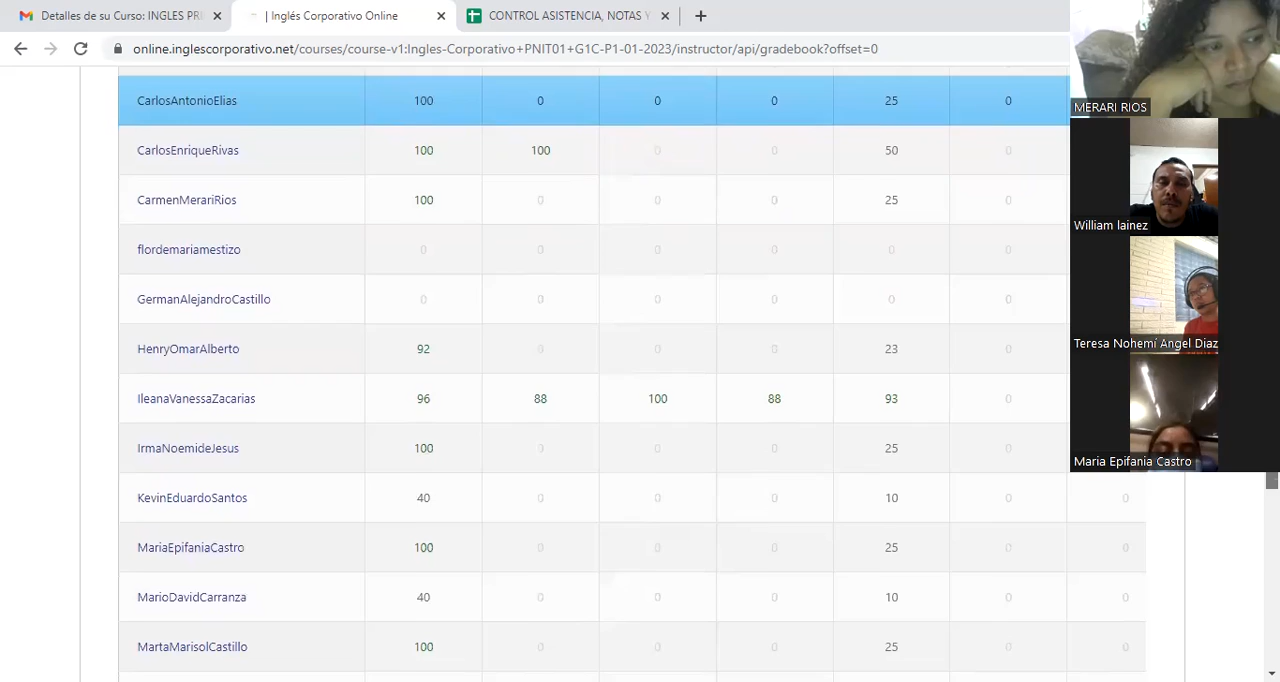 Detalles de su Curso: INGLES PRI
| Inglés Corporativo Online
CONTROL ASISTENCIA, NOTAS Y
online.inglescorporativo.net/courses/course-v1:Ingles-Corporativo+PNIT01+G1C-P1-01-2023/instructor/api/gradebook?offset=0
CarlosAntonioElias 100 0 0 0 25 0
CarlosEnriqueRivas 100 100 0 0 50 0
CarmenMerariRios 100 0 0 0 25 0
flordemariamestizo 0 0 0 0 0 0
GermanAlejandroCastillo 0 0 0 0 0 0
HenryOmarAlberto 92 0 0 0 23 0
IleanaVanessaZacarias 96 88 100 88 93 0
IrmaNoemideJesus 100 0 0 0 25 0
KevinEduardoSantos 40 0 0 0 10 0 0
MariaEpifaniaCastro 100 0 0 0 25 0 0
MarioDavidCarranza 40 0 0 0 10 0 0
MartaMarisolCastillo 100 0 0 0 25 0 0
MERARI RIOS
William lainez
Teresa Nohemí Angel Diaz
Maria Epifania Castro